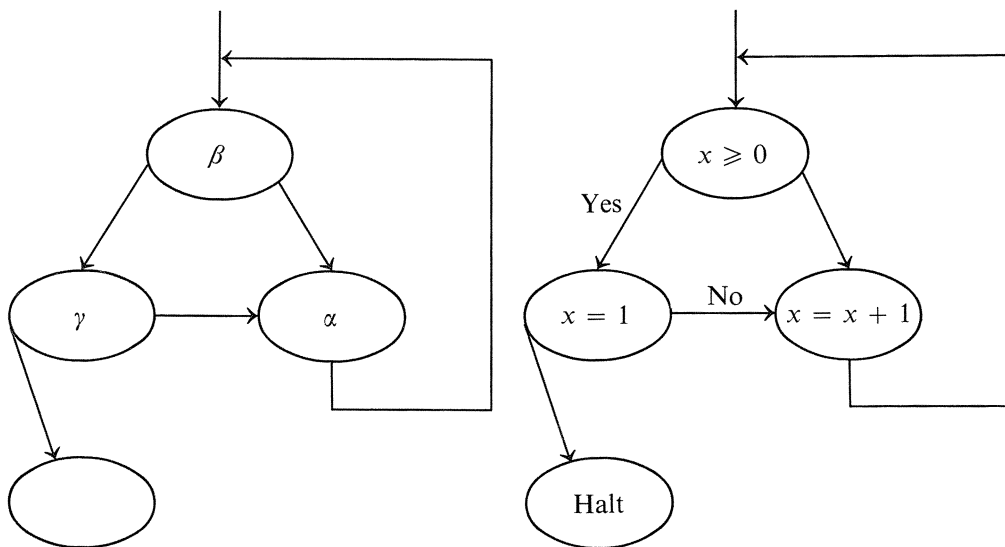 β
γ
α
x ⩾ 0
Yes
x = 1
No
x = x + 1
Halt